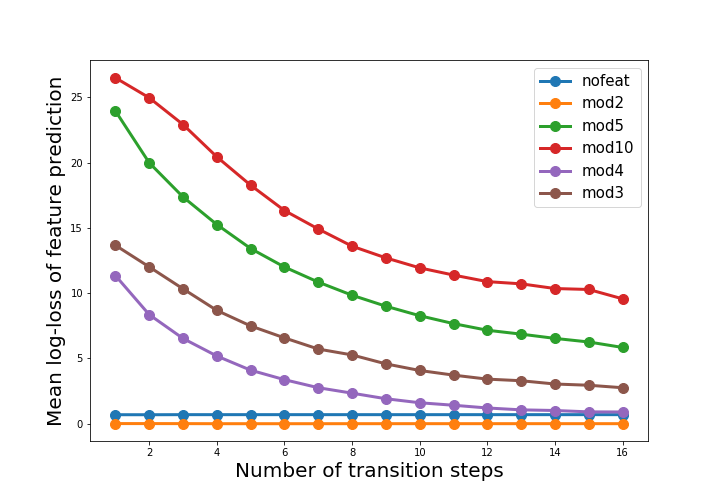 nofeat
mod2
mod5
mod10
mod4
mod3
25
20
15
10
5
0
Mean log-loss of feature prediction
2 4 6 8 10 12 14 16
Number of transition steps